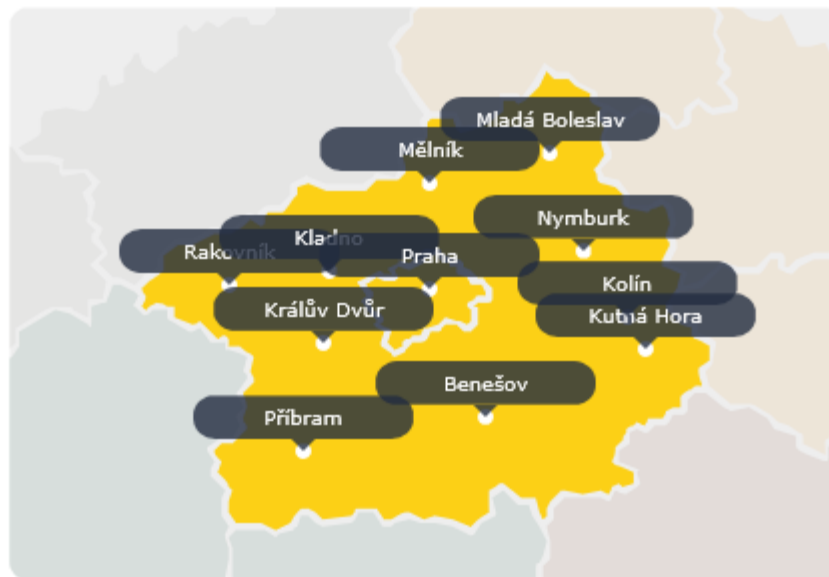 Mladá Boleslav
Mělník
Nymburk
Kladno
Rakovník
Praha
Kolín
Králův Dvůr
Kutná Hora
Benešov
Příbram